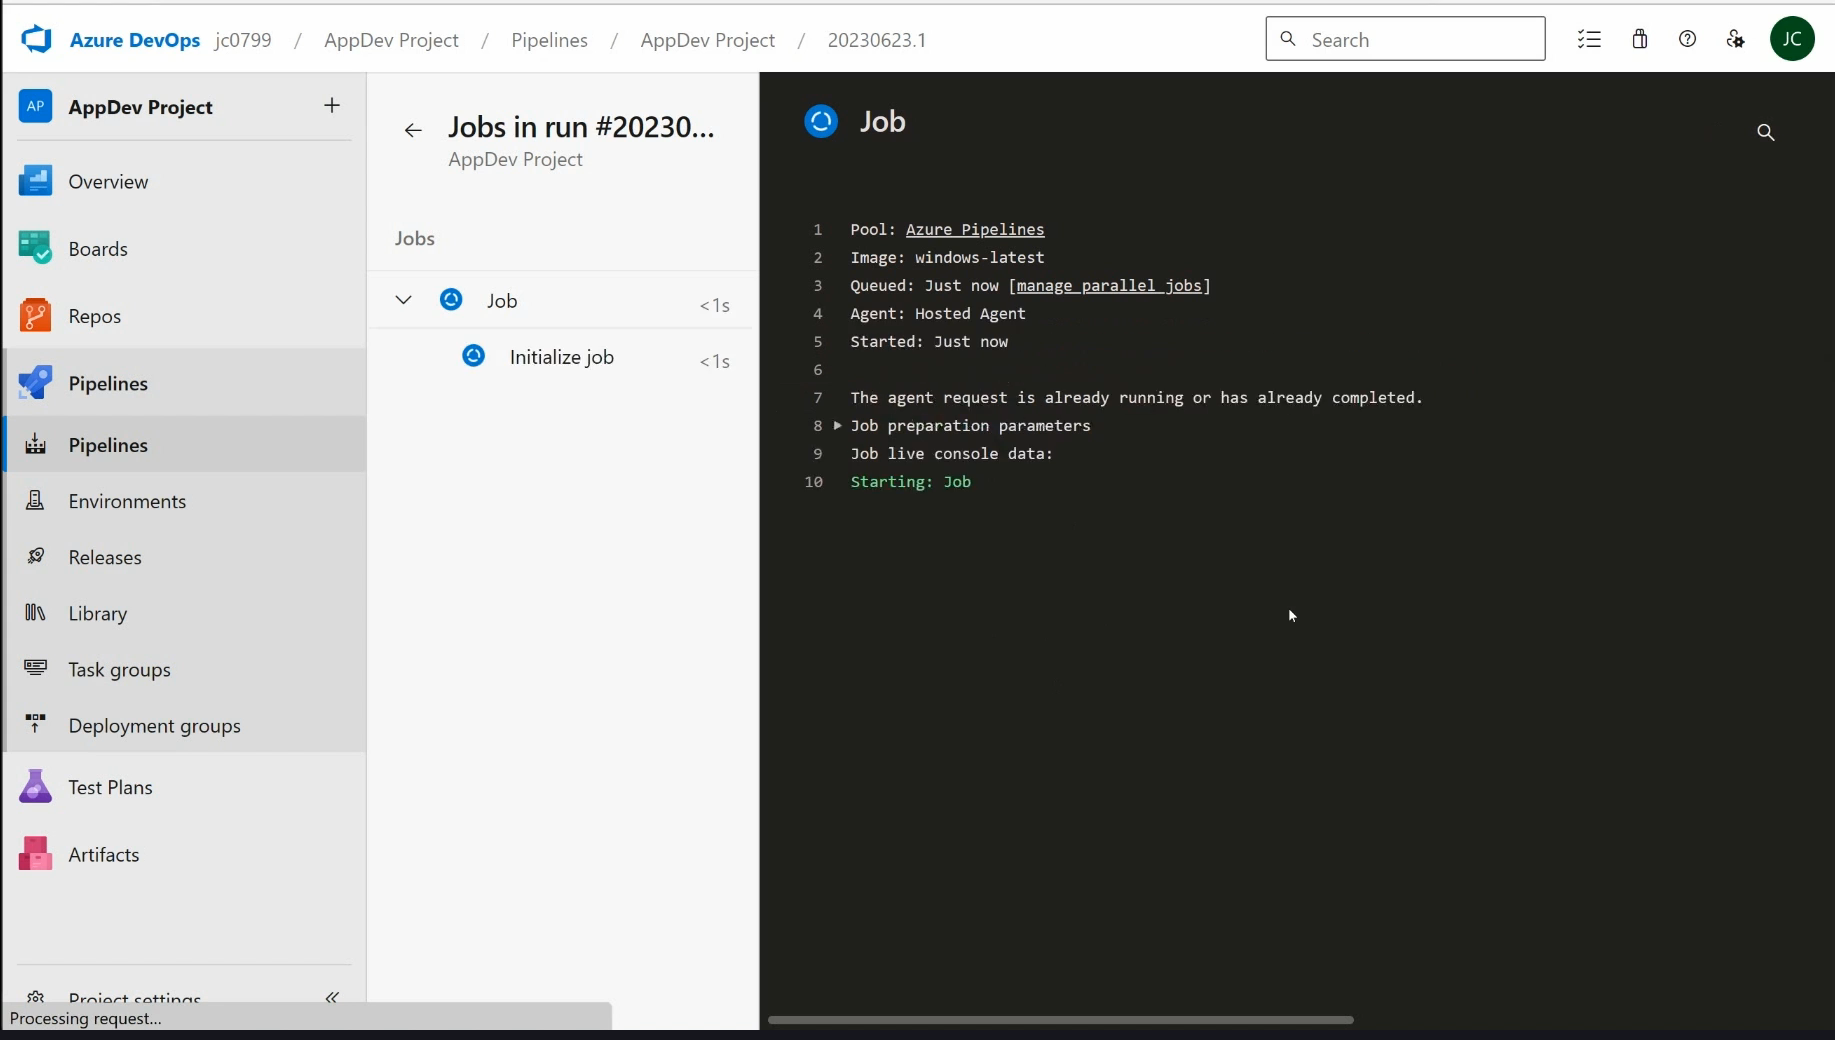 Azure DevOps jc0799 / AppDev Project / Pipelines / AppDev Project / 20230623.1
Search
JC
AP AppDev Project +
Overview
Boards
Repos
Pipelines
Pipelines
Environments
Releases
Library
Task groups
Deployment groups
Test Plans
Artifacts
Project settings
Processing request...
Jobs in run #20230...
AppDev Project
Jobs
Job <1s
Initialize job <1s
Job
1 Pool: Azure Pipelines
2 Image: windows-latest
3 Queued: Just now [manage parallel jobs]
4 Agent: Hosted Agent
5 Started: Just now
6
7 The agent request is already running or has already completed.
8 Job preparation parameters
9 Job live console data:
10 Starting: Job